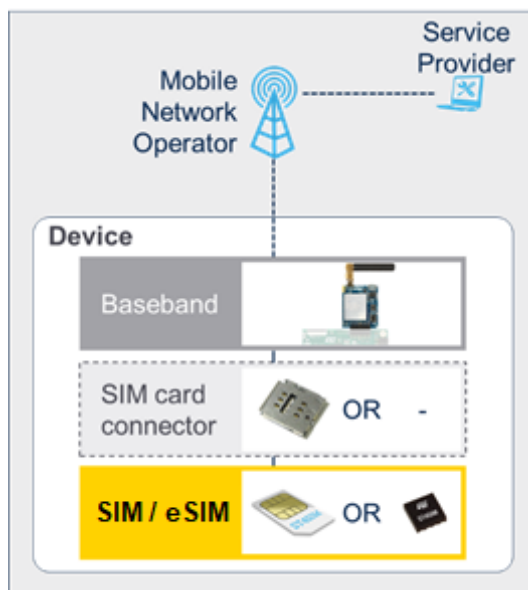 Service
Provider
Mobile
Network
Operator
Device
Baseband
SIM card
connector
OR -
SIM / eSIM
OR